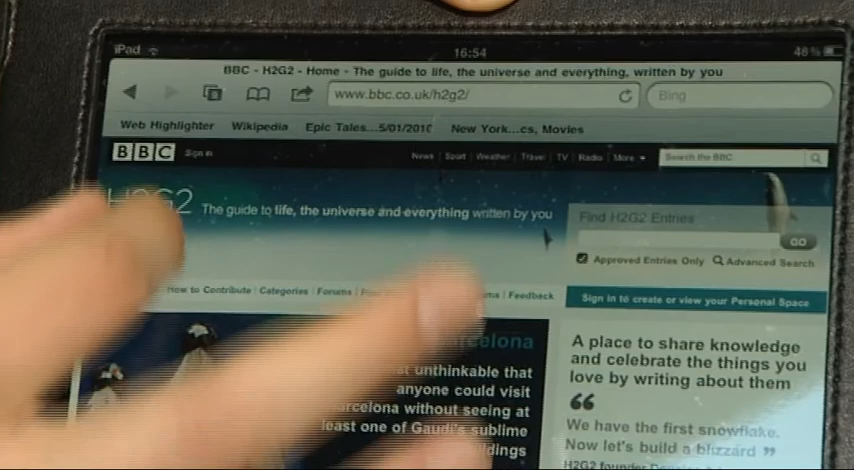 iPad 16:54 48%
BBC - H2G2 - Home - The guide to life, the universe and everything, written by you
www.bbc.co.uk/h2g2/ Bing
Web Highlighter Wikipedia Epic Tales...5/01/2010 New York...cs, Movies
BBC Sign in News Sport Weather Travel TV Radio More Search the BBC
H2G2 The guide to life, the universe and everything written by you
Find H2G2 Entries
GO
Approved Entries Only Advanced Search
How to Contribute Categories Forums Feedback
Sign in to create or view your Personal Space
unthinkable that
anyone could visit
without seeing at
least one of Gaudi's sublime
A place to share knowledge
and celebrate the things you
love by writing about them
“
We have the first snowflake.
Now let's build a blizzard ”
H2G2 founder